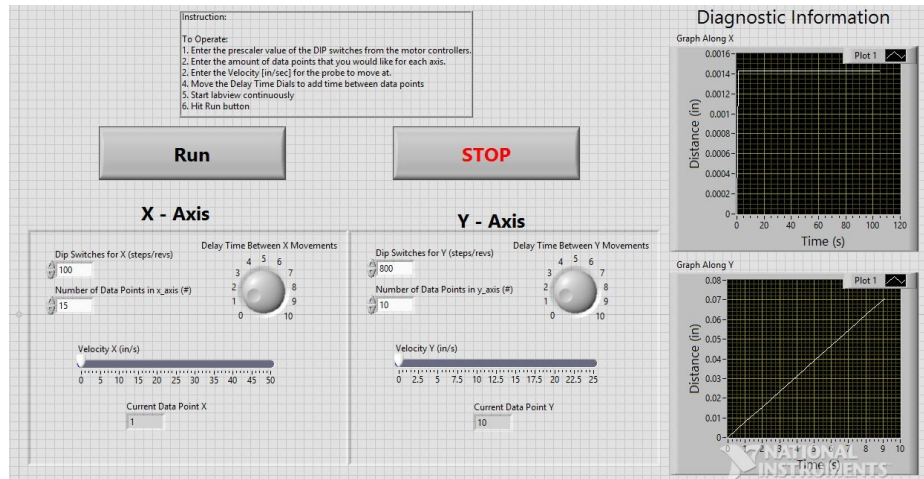 Instruction:
To Operate:
1. Enter the prescaler value of the DIP switches from the motor controllers.
2. Enter the amount of data points that you would like for each axis.
2. Enter the Velocity [in/sec] for the probe to move at.
4. Move the Delay Time Dials to add time between data points
5. Start labview continuously
6. Hit Run button
Run
STOP
X - Axis
Dip Switches for X (steps/revs)
100
Number of Data Points in x_axis (#)
15
Delay Time Between X Movements
0 1 2 3 4 5 6 7 8 9 10
Velocity X (in/s)
0 5 10 15 20 25 30 35 40 45 50
Current Data Point X
1
Y - Axis
Dip Switches for Y (steps/revs)
800
Number of Data Points in y_axis (#)
10
Delay Time Between Y Movements
0 1 2 3 4 5 6 7 8 9 10
Velocity Y (in/s)
0 2.5 5 7.5 10 12.5 15 17.5 20 22.5 25
Current Data Point Y
10
Diagnostic Information
Graph Along X
Plot 1
Distance (in)
0.0016
0.0014
0.0012
0.001
0.0008
0.0006
0.0004
0.0002
0
0 20 40 60 80 100 120
Time (s)
Graph Along Y
Plot 1
Distance (in)
0.08
0.07
0.06
0.05
0.04
0.03
0.02
0.01
0
0 1 2 3 4 5 6 7 8 9 10
Time (s)
NATIONAL
INSTRUMENTS